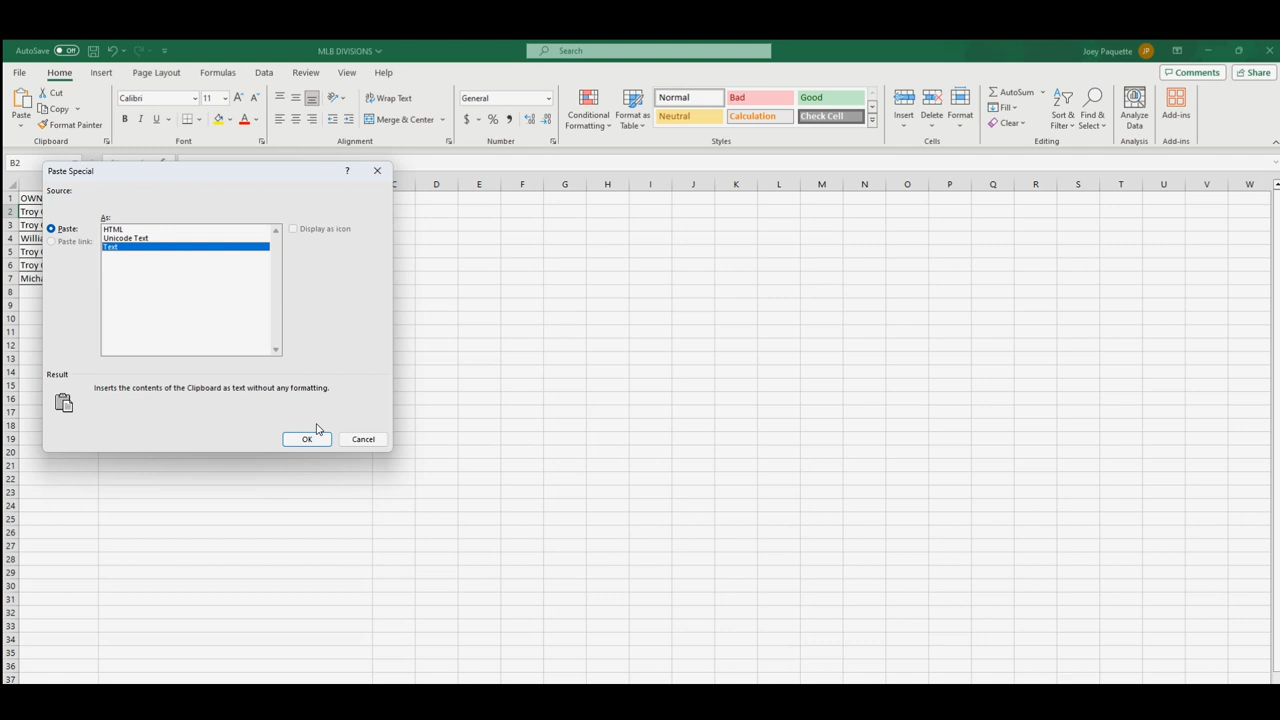 AutoSave Off MLB DIVISIONS Search Joey Paquette JP
File Home Insert Page Layout Formulas Data Review View Help Comments Share
Paste Cut Copy Format Painter Clipboard
Calibri 11 A A B I U A Font
Wrap Text Merge & Center Alignment
General $ % 9 Number
Conditional Formatting Format as Table
Normal Bad Good
Neutral Calculation Check Cell
Styles
Insert Delete Format Cells
AutoSum Fill Clear Sort & Filter Find & Select Editing
Analyze Data Analysis
Add-ins Add-ins
B2
Paste Special ?
Source:
As:
Paste:
Paste link:
HTML
Unicode Text
Text
Display as icon
Result
Inserts the contents of the Clipboard as text without any formatting.
OK Cancel
D E F G H I J K L M N O P Q R S T U V W
1 OWN
2 Troy
3 Troy
4 Willia
5 Troy
6 Troy
7 Micha
8
9
10
11
12
13
14
15
16
17
18
19
20
21
22
23
24
25
26
27
28
29
30
31
32
33
34
35
36
37